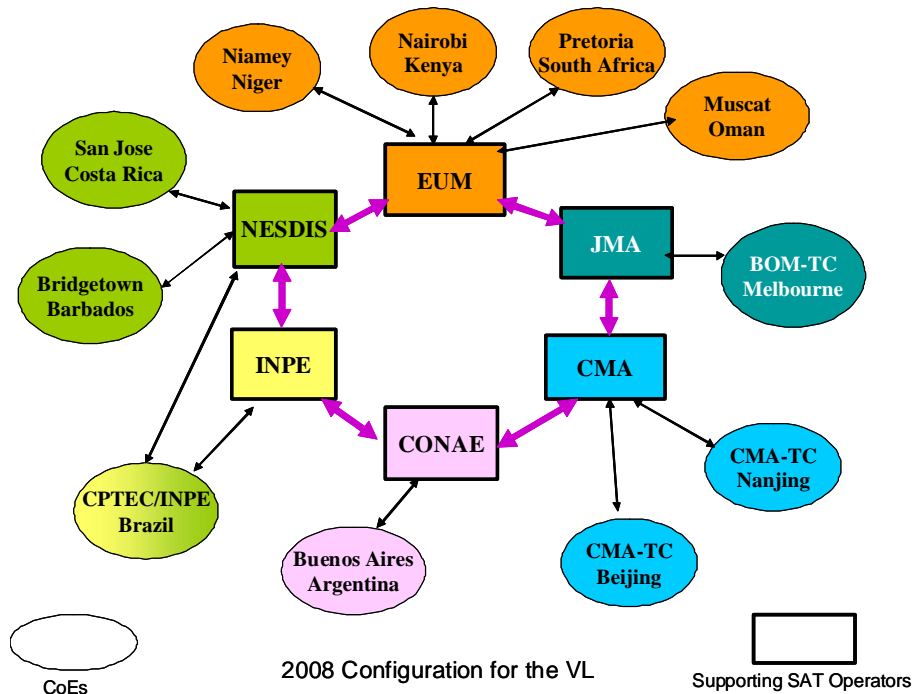 Niamey
Niger
Nairobi
Kenya
Pretoria
South Africa
Muscat
Oman
San Jose
Costa Rica
EUM
NESDIS
JMA
BOM-TC
Melbourne
Bridgetown
Barbados
INPE
CMA
CONAE
CPTEC/INPE
Brazil
CMA-TC
Nanjing
Buenos Aires
Argentina
CMA-TC
Beijing
CoEs
2008 Configuration for the VL
Supporting SAT Operators